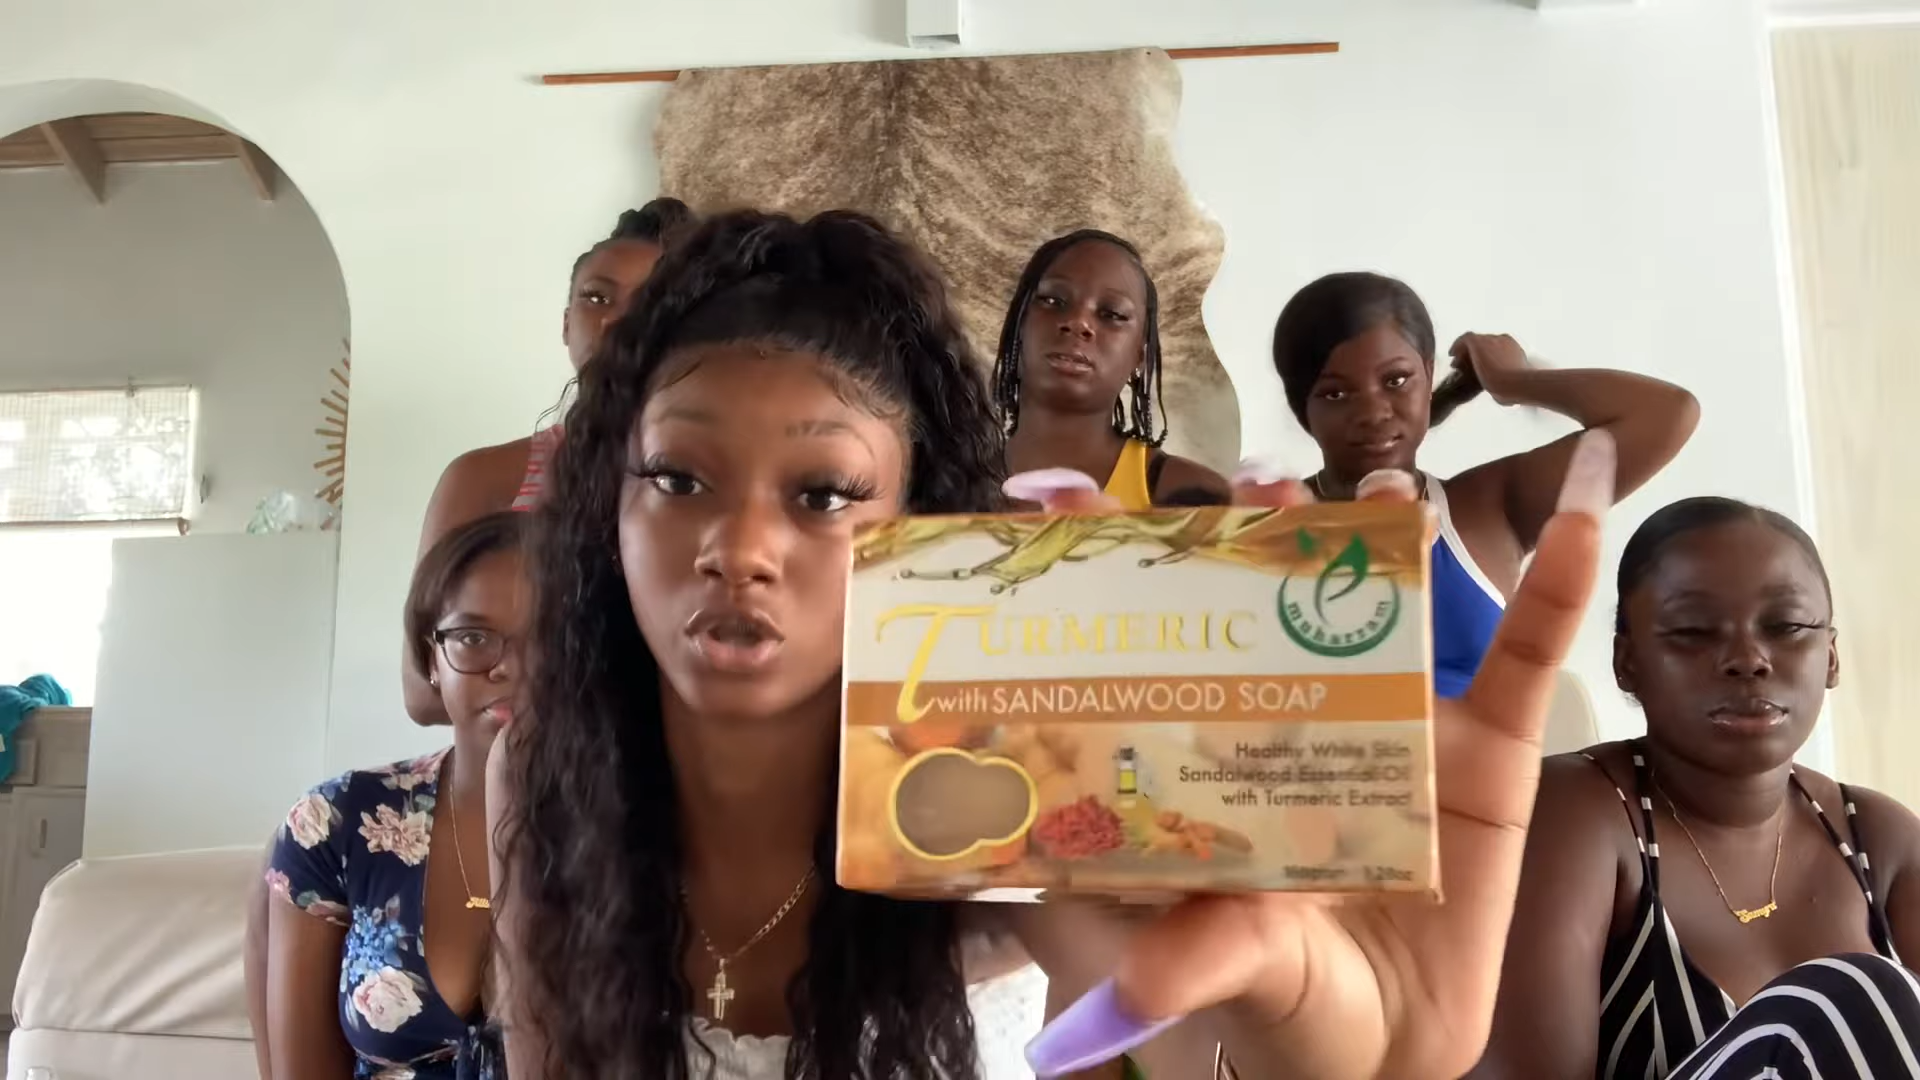 TURMERIC
muharram
with SANDALWOOD SOAP
Healthy White Skin
Sandalwood Essential Oil
with Turmeric Extract